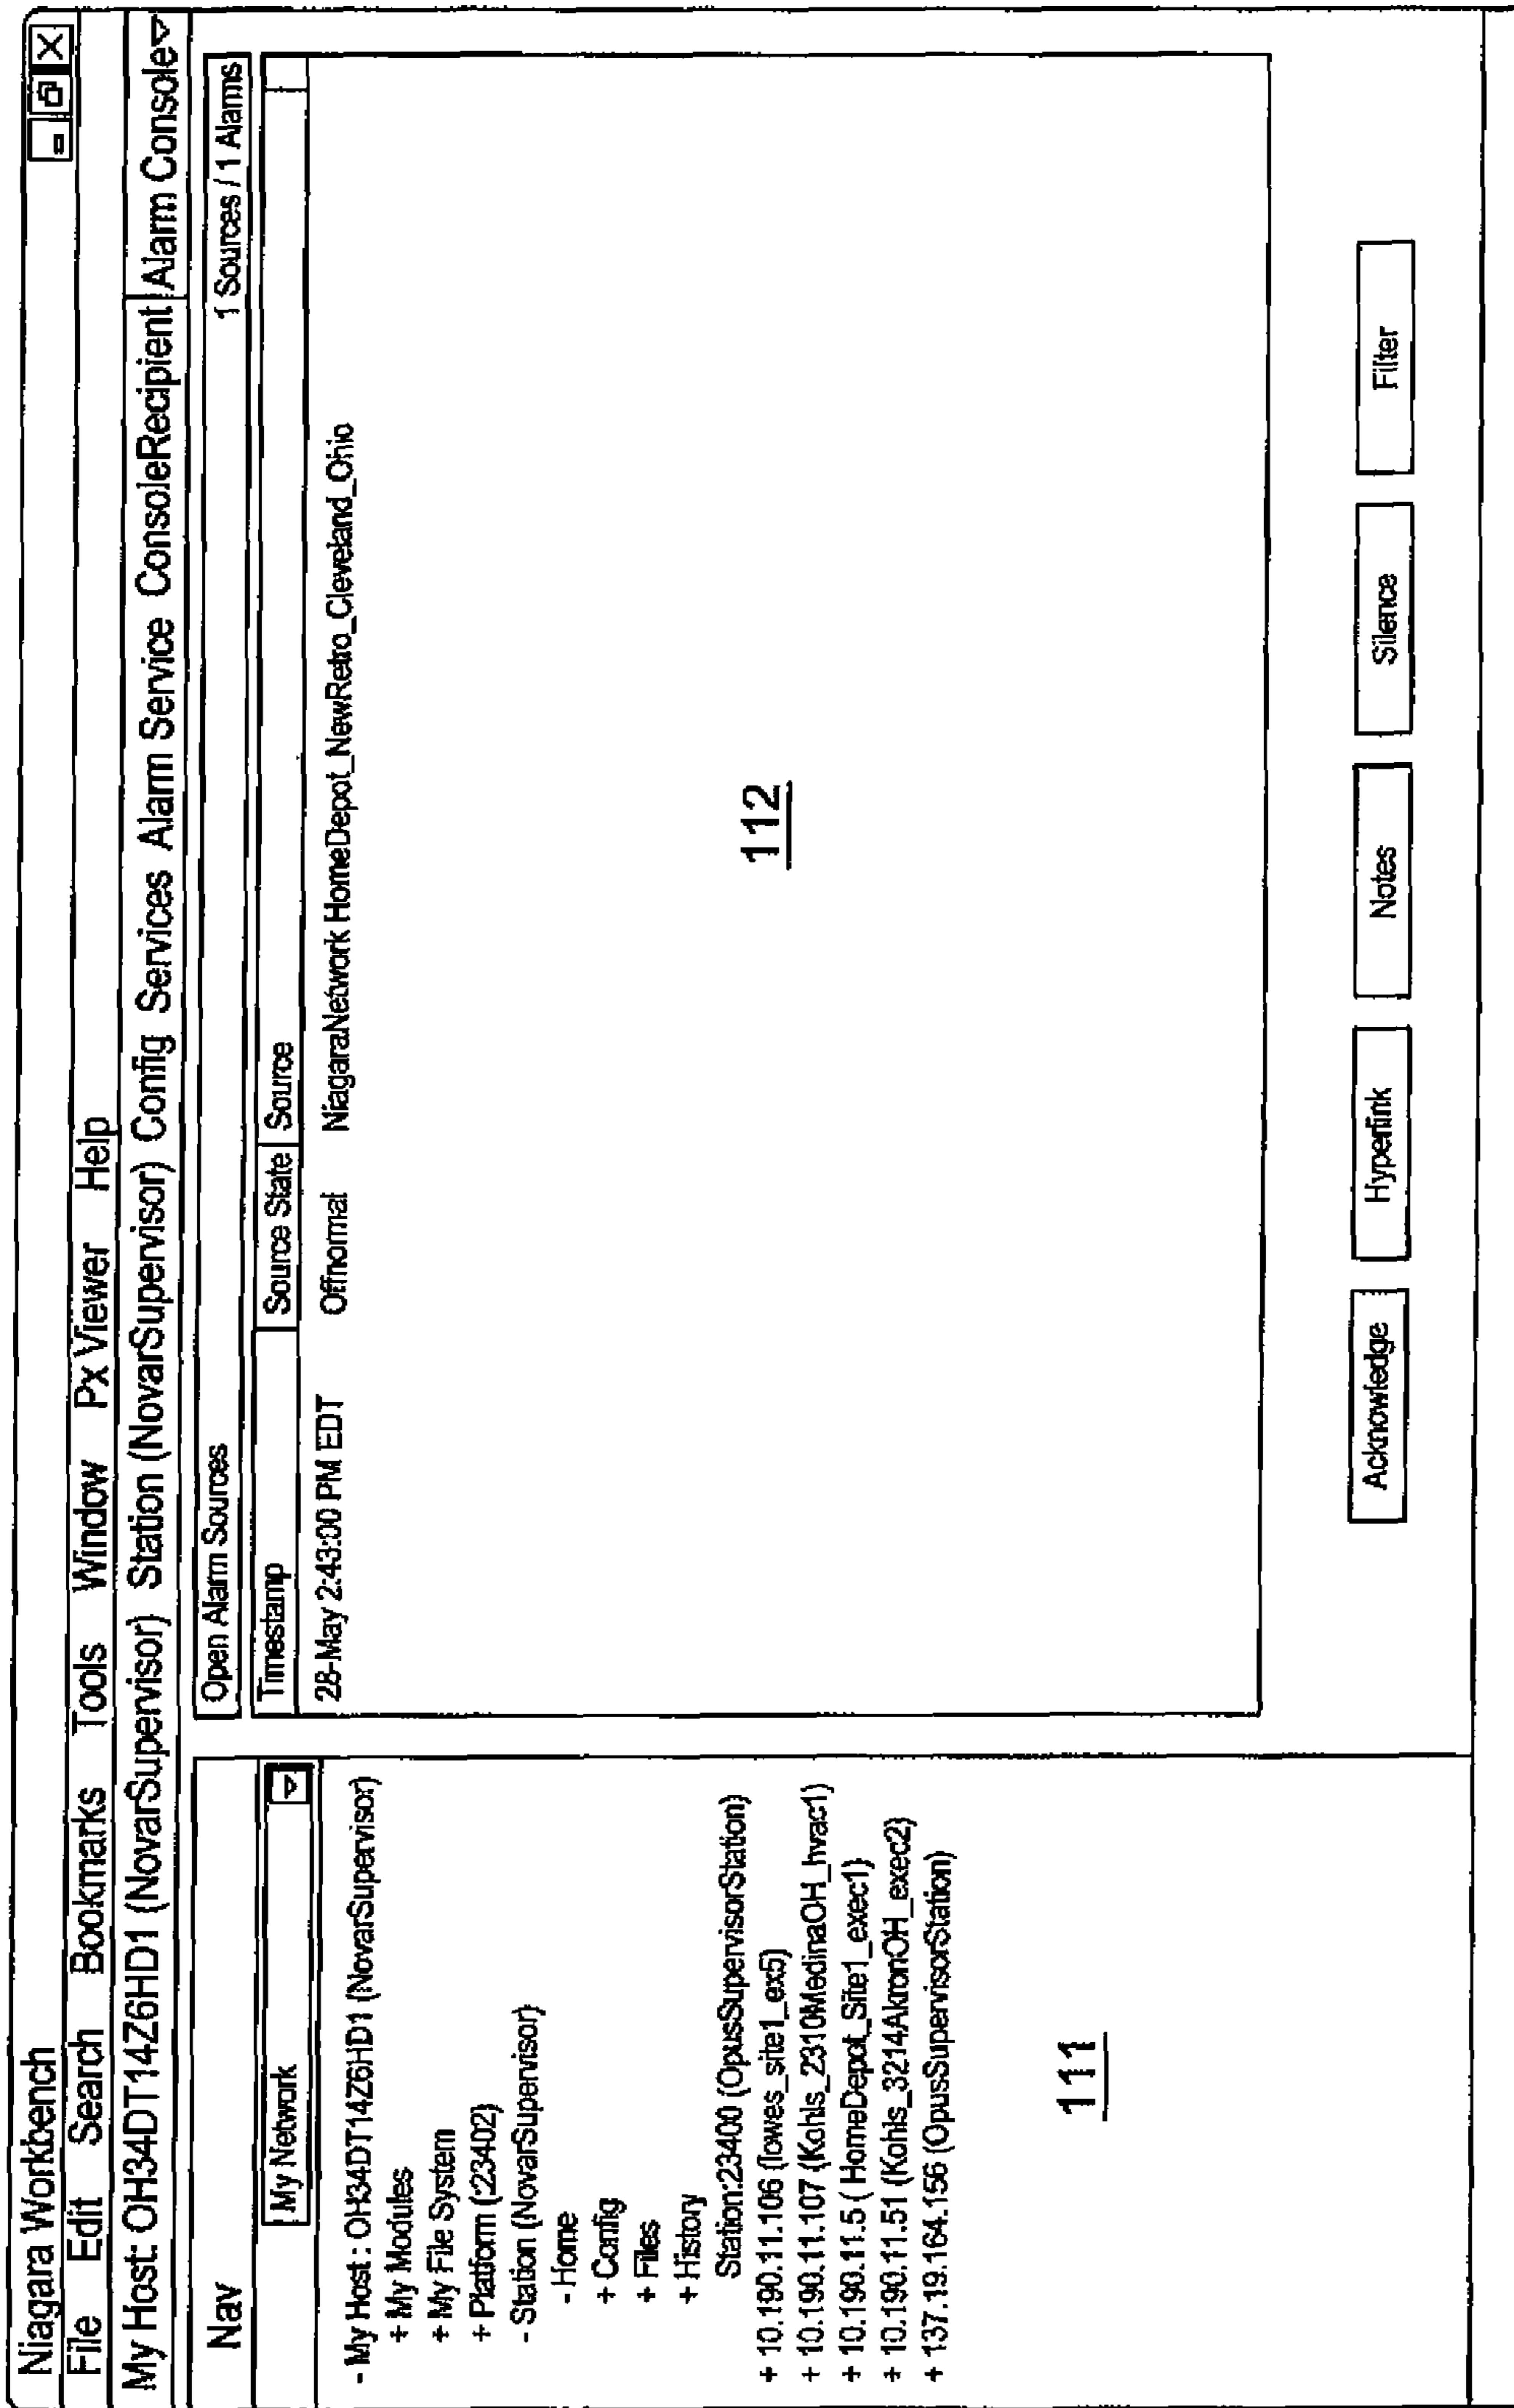 Niagara Workbench
File Edit Search Bookmarks Tools Window Px Viewer Help
My Host: OH34DT14Z6HD1 (NovarSupervisor) Station (NovarSupervisor) Config Services Alarm Service ConsoleRecipient Alarm Console
Nav
My Network
- My Host : OH34DT14Z6HD1 (NovarSupervisor)
+ My Modules
+ My File System
+ Platform (:23402)
- Station (NovarSupervisor)
- Home
+ Config
+ Files
+ History
Station:23400 (OpusSupervisorStation)
+ 10.190.11.106 (lowes_site1_ex5)
+ 10.190.11.107 (Kohls_2310MedinaOH_hvac1)
+ 10.190.11.5 ( HomeDepot_Site1_exec1)
+ 10.190.11.51 (Kohls_3214AkronOH_exec2)
+ 137.19.164.156 (OpusSupervisorStation)
111
Open Alarm Sources 1 Sources / 1 Alarms
Timestamp Source State Source
28-May 2:43:00 PM EDT Offnormal NiagaraNetwork HomeDepot_NewRetro_Cleveland_Ohio
112
Acknowledge Hyperlink Notes Silence Filter